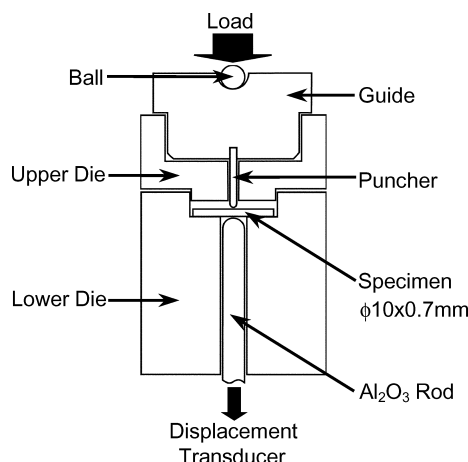 Load
Ball
Guide
Upper Die
Puncher
Specimen
ϕ10x0.7mm
Lower Die
Al₂O₃ Rod
Displacement
Transducer